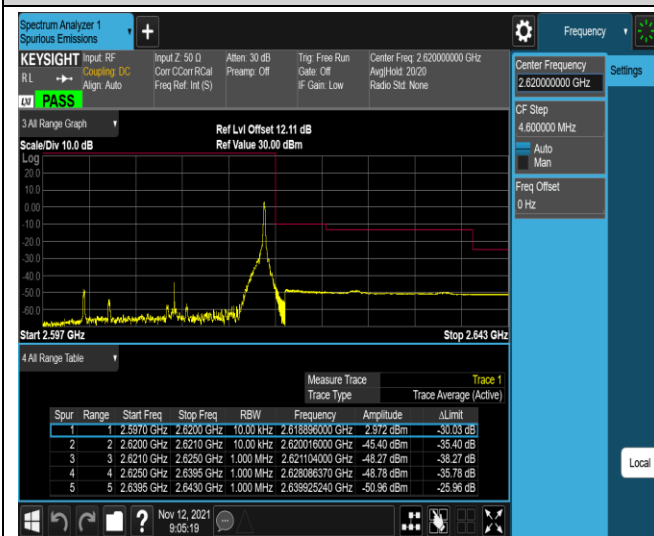 Spectrum Analyzer 1
Spurious Emissions
+
Frequency
KEYSIGHT
Input: RF
Coupling: DC
Align: Auto
Input Z: 50 Ω
Corr CCorr RCal
Freq Ref: Int (S)
Atten: 30 dB
Preamp: Off
Trig: Free Run
Gate: Off
IF Gain: Low
Center Freq: 2.620000000 GHz
Avg|Hold: 20/20
Radio Std: None
RL
LXI
PASS
Center Frequency
2.620000000 GHz
Settings
CF Step
4.600000 MHz
Auto
Man
Freq Offset
0 Hz
3 All Range Graph
Ref Lvl Offset 12.11 dB
Scale/Div 10.0 dB
Ref Value 30.00 dBm
Log
20.0
10.0
0.00
-10.0
-20.0
-30.0
-40.0
-50.0
-60.0
Start 2.597 GHz
Stop 2.643 GHz
4 All Range Table
Measure Trace
Trace 1
Trace Type
Trace Average (Active)
Spur Range Start Freq Stop Freq RBW Frequency Amplitude ΔLimit
1 1 2.5970 GHz 2.6200 GHz 10.00 kHz 2.618896000 GHz 2.972 dBm -30.03 dB
2 2 2.6200 GHz 2.6210 GHz 10.00 kHz 2.620016000 GHz -45.40 dBm -35.40 dB
3 3 2.6210 GHz 2.6250 GHz 1.000 MHz 2.621104000 GHz -48.27 dBm -38.27 dB
4 4 2.6250 GHz 2.6395 GHz 1.000 MHz 2.628086370 GHz -48.78 dBm -35.78 dB
5 5 2.6395 GHz 2.6430 GHz 1.000 MHz 2.639925240 GHz -50.96 dBm -25.96 dB
Local
?
Nov 12, 2021
9:05:19